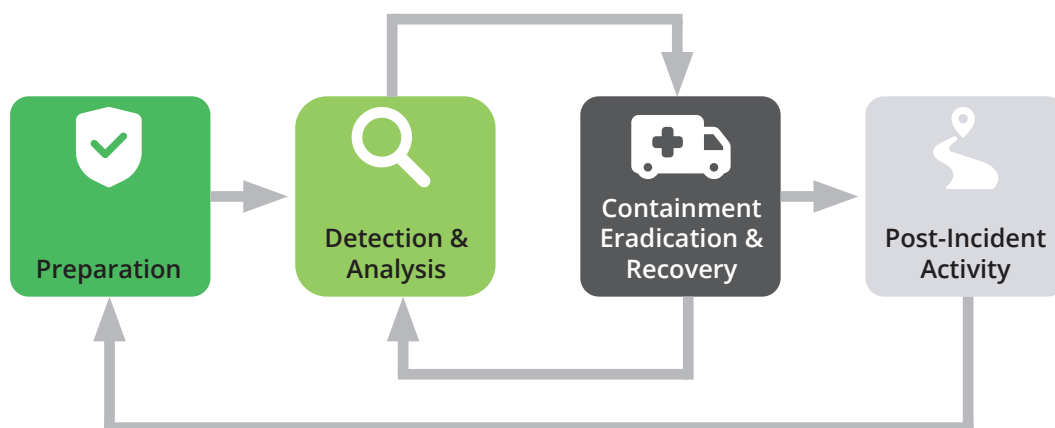 Preparation
Detection &
Analysis
Containment
Eradication &
Recovery
Post-Incident
Activity